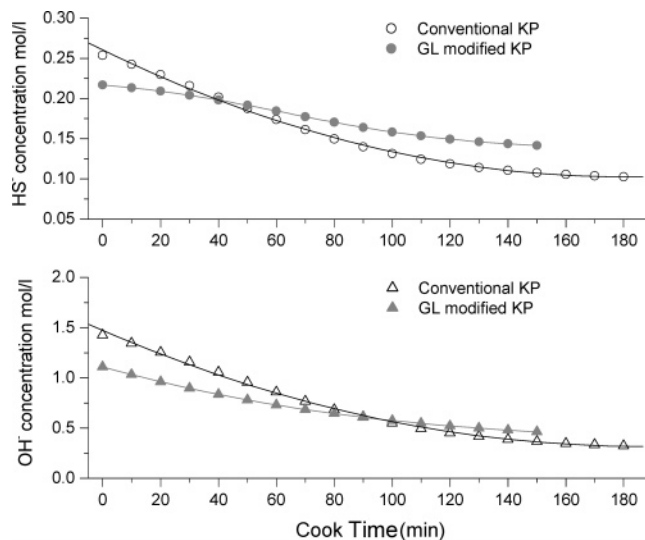 HS⁻ concentration mol/l
0.30
0.25
0.20
0.15
0.10
0.05
Conventional KP
GL modified KP
0 20 40 60 80 100 120 140 160 180
OH⁻ concentration mol/l
2.0
1.5
1.0
0.5
0.0
Conventional KP
GL modified KP
0 20 40 60 80 100 120 140 160 180
Cook Time(min)